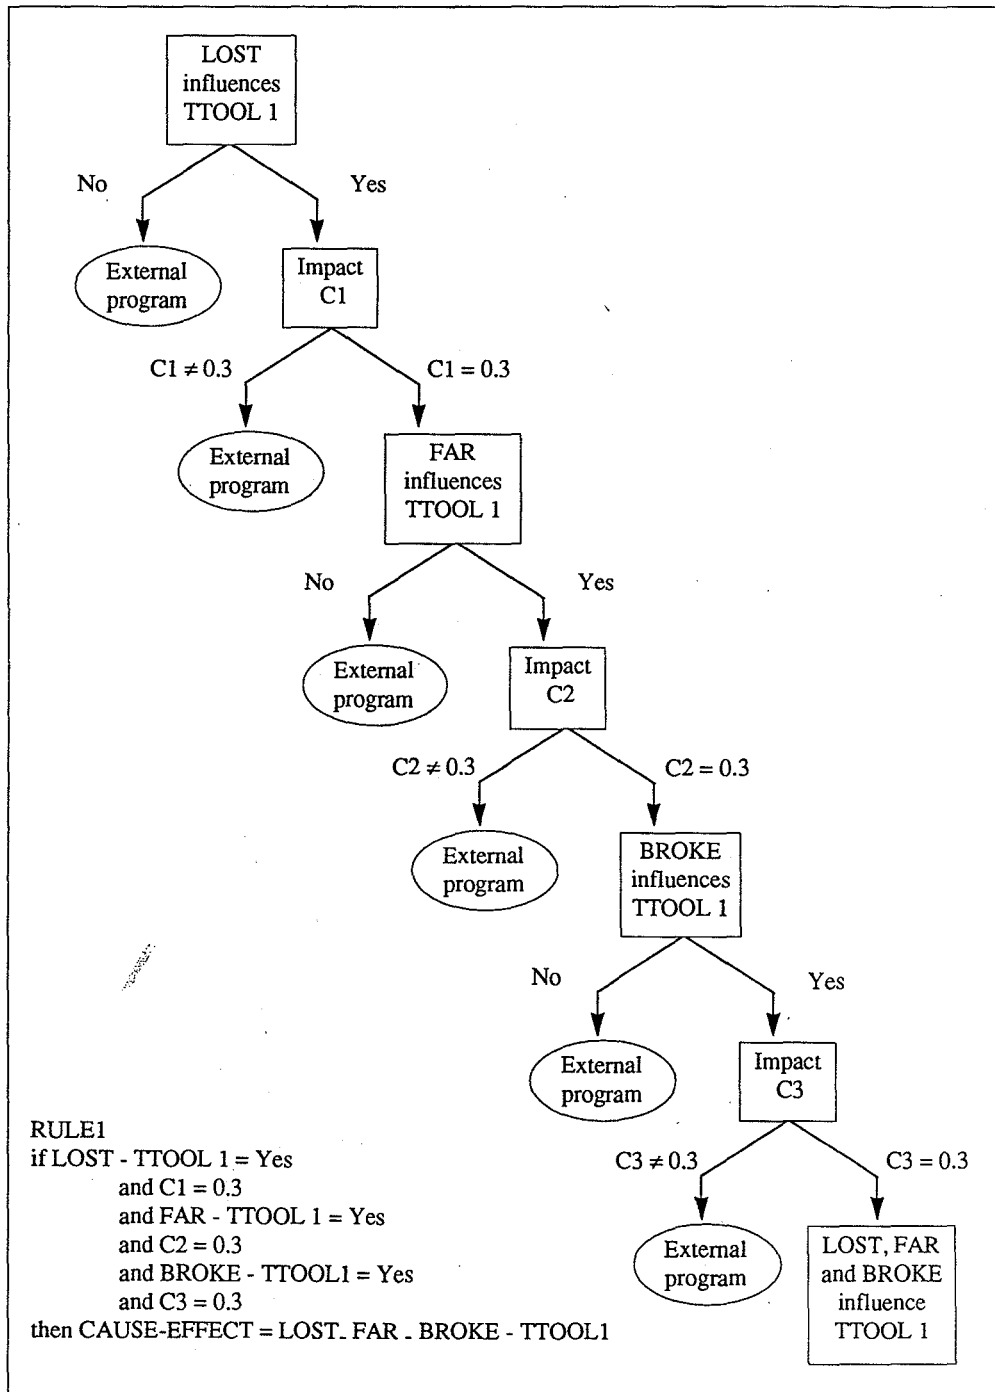 LOST
influences
TTOOL 1
No
Yes
External
program
Impact
C1
C1 ≠ 0.3
C1 = 0.3
External
program
FAR
influences
TTOOL 1
No
Yes
External
program
Impact
C2
C2 ≠ 0.3
C2 = 0.3
External
program
BROKE
influences
TTOOL 1
No
Yes
External
program
Impact
C3
C3 ≠ 0.3
C3 = 0.3
External
program
LOST, FAR
and BROKE
influence
TTOOL 1
RULE1
if LOST - TTOOL 1 = Yes
and C1 = 0.3
and FAR - TTOOL 1 = Yes
and C2 = 0.3
and BROKE - TTOOL1 = Yes
and C3 = 0.3
then CAUSE-EFFECT = LOST_ FAR _ BROKE - TTOOL1